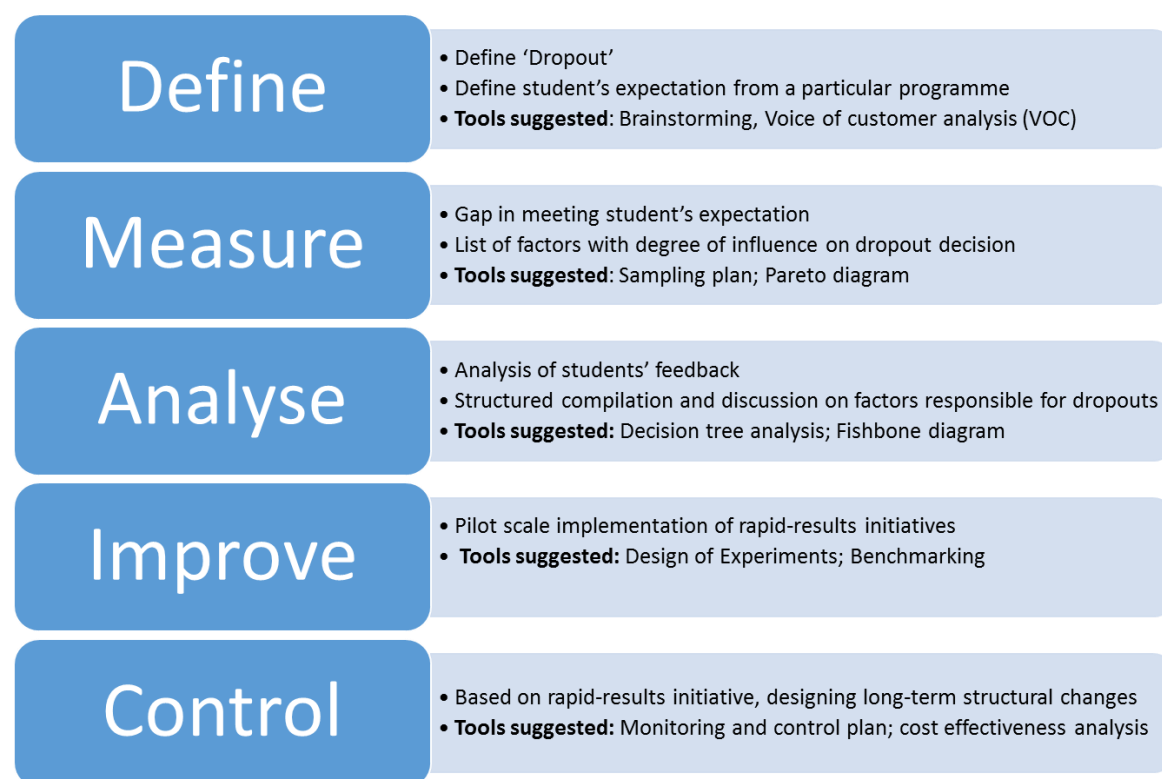 Define
• Define ‘Dropout’
• Define student’s expectation from a particular programme
• Tools suggested: Brainstorming, Voice of customer analysis (VOC)
Measure
• Gap in meeting student’s expectation
• List of factors with degree of influence on dropout decision
• Tools suggested: Sampling plan; Pareto diagram
Analyse
• Analysis of students’ feedback
• Structured compilation and discussion on factors responsible for dropouts
• Tools suggested: Decision tree analysis; Fishbone diagram
Improve
• Pilot scale implementation of rapid-results initiatives
• Tools suggested: Design of Experiments; Benchmarking
Control
• Based on rapid-results initiative, designing long-term structural changes
• Tools suggested: Monitoring and control plan; cost effectiveness analysis